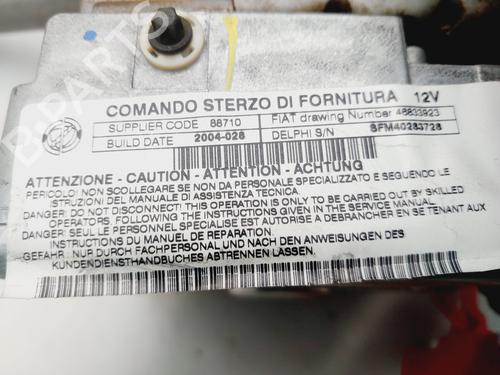 COMANDO STERZO DI FORNITURA 12V
SUPPLIER CODE 88710 FIAT drawing Number 46833923
BUILD DATE 2004-028 DELPHI S/N SFM40283728
ATTENZIONE - CAUTION - ATTENTION - ACHTUNG
PERICOLO! NON SCOLLEGARE SE NON DA PERSONALE SPECIALIZZATO E SEGUENDO LE
ISTRUZIONI DEL MANUALE DI ASSISTENZA TECNICA.
DANGER! DO NOT DISCONNECT! THIS OPERATION IS ONLY TO BE CARRIED OUT BY SKILLED
OPERATORS, FOLLOWING THE INSTRUCTIONS GIVEN IN THE SERVICE MANUAL
DANGER! SEUL LE PERSONNEL SPECIALISE EST AUTORISE A DEBRANCHER EN SE TENANT AUX
INSTRUCTIONS DU MANUEL DE REPARATION.
GEFAHR! NUR DURCH FACHPERSONAL UND NACH DEN ANWEISUNGEN DES
KUNDENDIENSTHANDBUCHES ABTRENNEN LASSEN.